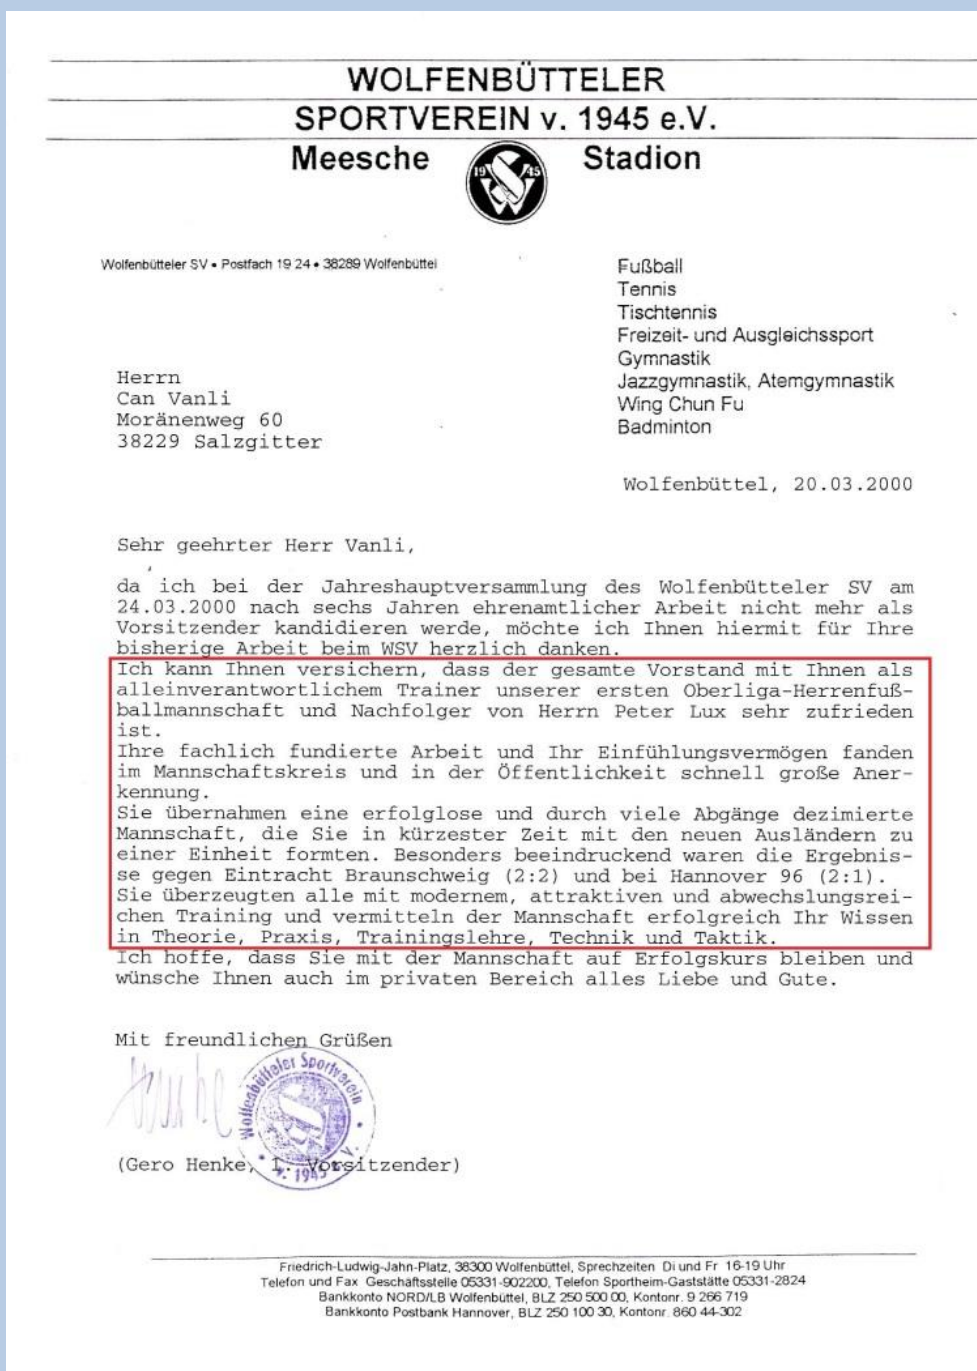 WOLFENBÜTTELER
SPORTVEREIN v. 1945 e.V.
Meesche Stadion
19 45
Wolfenbütteler SV • Postfach 19 24 • 38289 Wolfenbüttel
Fußball
Tennis
Tischtennis
Freizeit- und Ausgleichssport
Gymnastik
Jazzgymnastik, Atemgymnastik
Wing Chun Fu
Badminton
Herrn
Can Vanli
Moränenweg 60
38229 Salzgitter
Wolfenbüttel, 20.03.2000
Sehr geehrter Herr Vanli,
da ich bei der Jahreshauptversammlung des Wolfenbütteler SV am
24.03.2000 nach sechs Jahren ehrenamtlicher Arbeit nicht mehr als
Vorsitzender kandidieren werde, möchte ich Ihnen hiermit für Ihre
bisherige Arbeit beim WSV herzlich danken.
Ich kann Ihnen versichern, dass der gesamte Vorstand mit Ihnen als
alleinverantwortlichem Trainer unserer ersten Oberliga-Herrenfuß-
ballmannschaft und Nachfolger von Herrn Peter Lux sehr zufrieden
ist.
Ihre fachlich fundierte Arbeit und Ihr Einfühlungsvermögen fanden
im Mannschaftskreis und in der Öffentlichkeit schnell große Aner-
kennung.
Sie übernahmen eine erfolglose und durch viele Abgänge dezimierte
Mannschaft, die Sie in kürzester Zeit mit den neuen Ausländern zu
einer Einheit formten. Besonders beeindruckend waren die Ergebnis-
se gegen Eintracht Braunschweig (2:2) und bei Hannover 96 (2:1).
Sie überzeugten alle mit modernem, attraktiven und abwechslungsrei-
chen Training und vermitteln der Mannschaft erfolgreich Ihr Wissen
in Theorie, Praxis, Trainingslehre, Technik und Taktik.
Ich hoffe, dass Sie mit der Mannschaft auf Erfolgskurs bleiben und
wünsche Ihnen auch im privaten Bereich alles Liebe und Gute.
Mit freundlichen Grüßen
Wolfenbütteler Sportverein
v. 1945 e.V.
(Gero Henke, 1. Vorsitzender)
Friedrich-Ludwig-Jahn-Platz, 38300 Wolfenbüttel, Sprechzeiten Di und Fr 16-19 Uhr
Telefon und Fax Geschäftsstelle 05331-902200, Telefon Sportheim-Gaststätte 05331-2824
Bankkonto NORD/LB Wolfenbüttel, BLZ 250 500 00, Kontonr. 9 266 719
Bankkonto Postbank Hannover, BLZ 250 100 30, Kontonr. 860 44-302